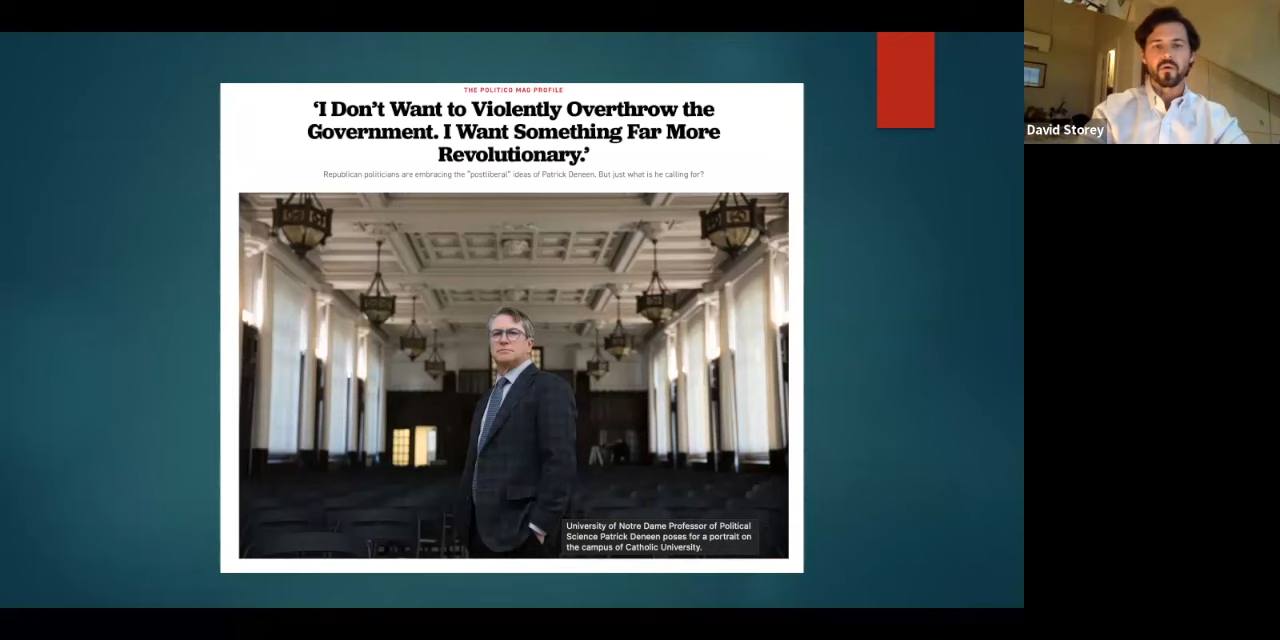 THE POLITICO MAG PROFILE
‘I Don’t Want to Violently Overthrow the
Government. I Want Something Far More
Revolutionary.’
Republican politicians are embracing the “postliberal” ideas of Patrick Deneen. But just what is he calling for?
University of Notre Dame Professor of Political
Science Patrick Deneen poses for a portrait on
the campus of Catholic University.
David Storey